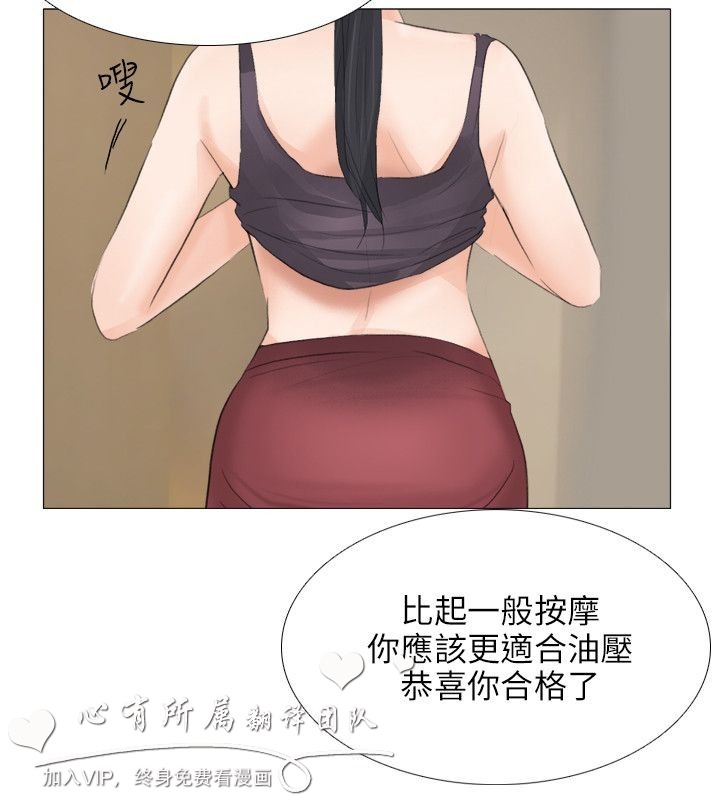 嗖
比起一般按摩
你應該更適合油壓
恭喜你合格了
心有所属翻译团队
加入VIP，终身免费看漫画